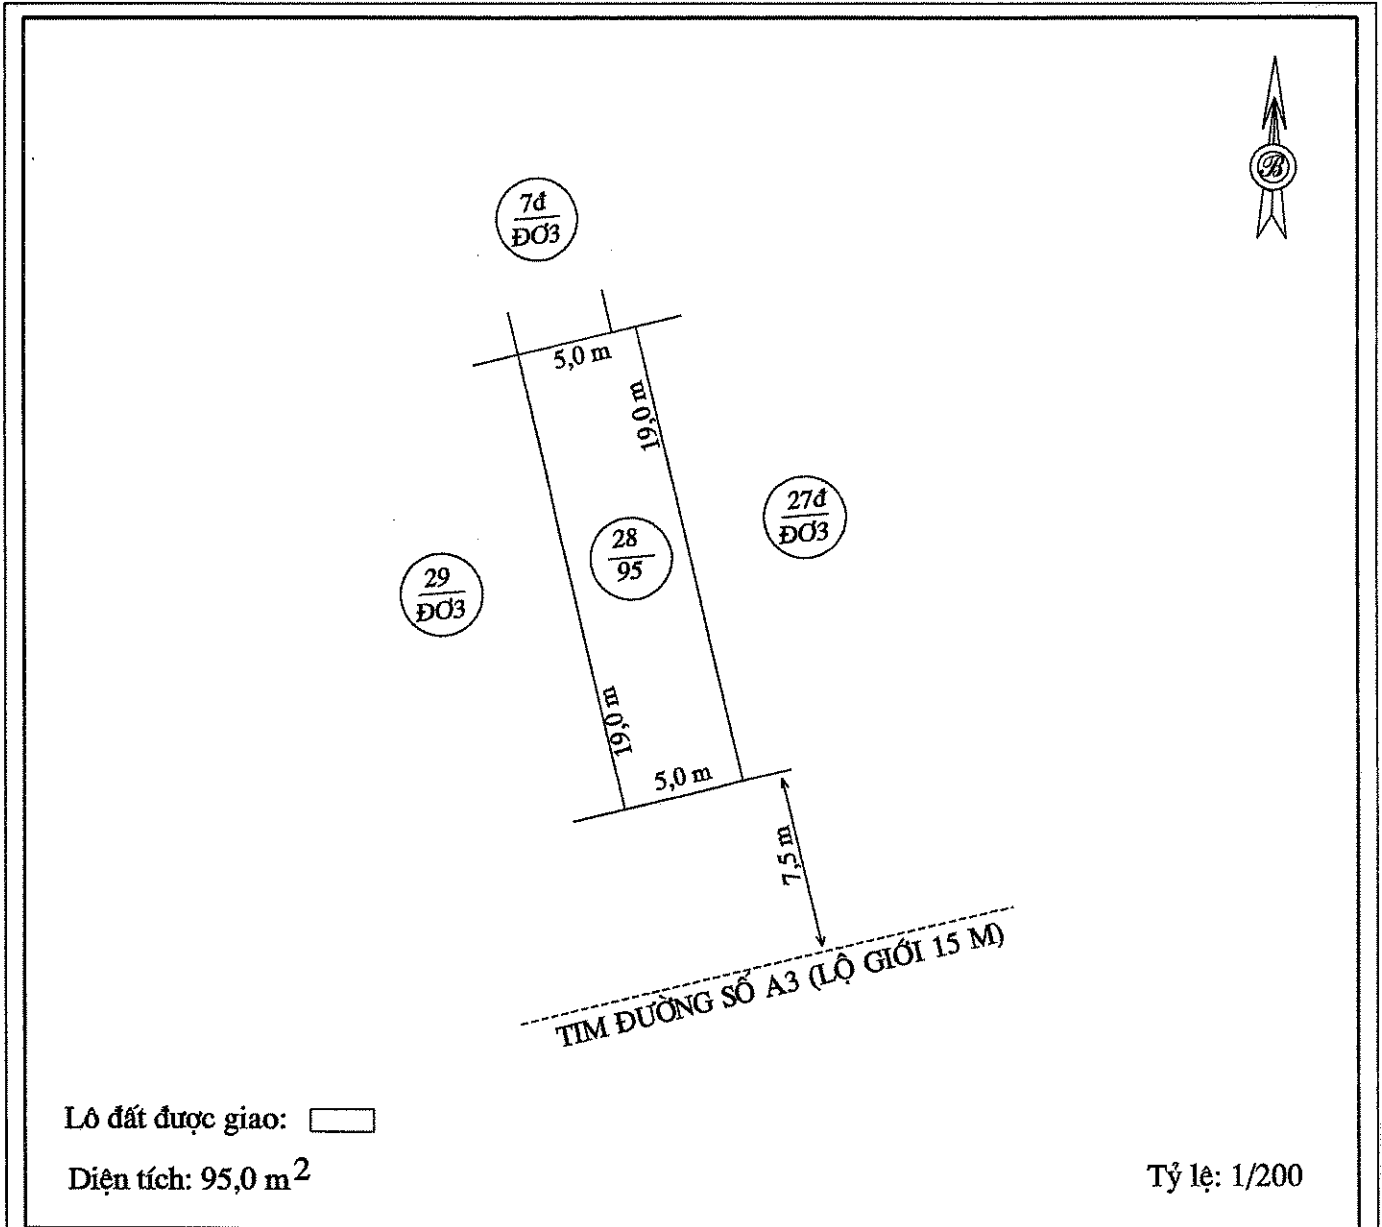 B
7đ
ĐƠ3
5,0 m
19,0 m
27đ
ĐƠ3
28
95
29
ĐƠ3
19,0 m
5,0 m
7,5 m
TIM ĐƯỜNG SỐ A3 (LỘ GIỚI 15 M)
Lô đất được giao:
Diện tích: 95,0 m²
Tỷ lệ: 1/200